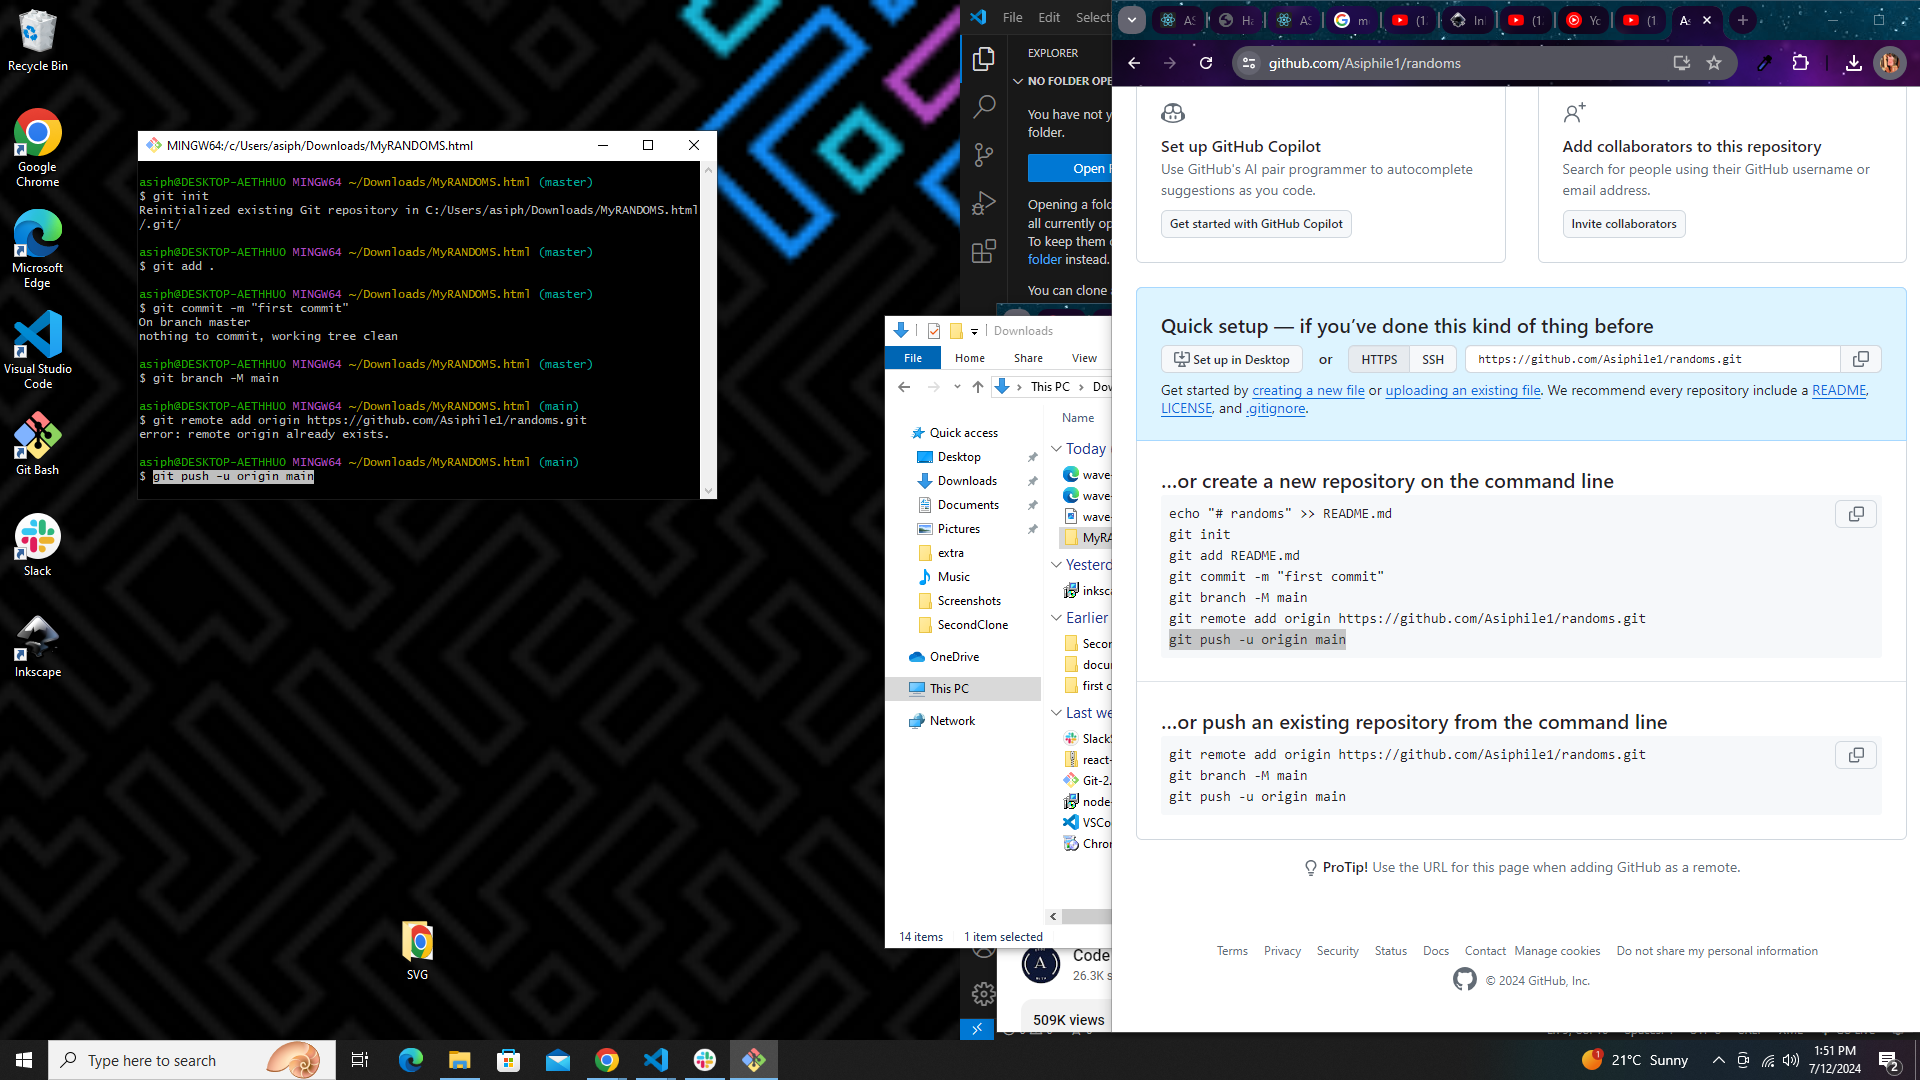 Recycle Bin
Google
Chrome
Microsoft
Edge
Visual Studio
Code
Git Bash
Slack
Inkscape
SVG
MINGW64:/c/Users/asiph/Downloads/MyRANDOMS.html
asiph@DESKTOP-AETHHUO MINGW64 ~/Downloads/MyRANDOMS.html (master)
$ git init
Reinitialized existing Git repository in C:/Users/asiph/Downloads/MyRANDOMS.html
/.git/
asiph@DESKTOP-AETHHUO MINGW64 ~/Downloads/MyRANDOMS.html (master)
$ git add .
asiph@DESKTOP-AETHHUO MINGW64 ~/Downloads/MyRANDOMS.html (master)
$ git commit -m "first commit"
On branch master
nothing to commit, working tree clean
asiph@DESKTOP-AETHHUO MINGW64 ~/Downloads/MyRANDOMS.html (master)
$ git branch -M main
asiph@DESKTOP-AETHHUO MINGW64 ~/Downloads/MyRANDOMS.html (main)
$ git remote add origin https://github.com/Asiphile1/randoms.git
error: remote origin already exists.
asiph@DESKTOP-AETHHUO MINGW64 ~/Downloads/MyRANDOMS.html (main)
$ git push -u origin main
File Edit Select
EXPLORER
NO FOLDER OPE
You have not y
folder.
Open F
Opening a fold
all currently op
To keep them
folder instead.
You can clone
Downloads
File Home Share View
This PC Dow
Name
Quick access
Desktop
Downloads
Documents
Pictures
extra
Music
Screenshots
SecondClone
OneDrive
This PC
Network
Today
wave-
wave-
wave-
MyRA
Yesterd
inksca
Earlier
Secon
docu
first c
Last we
Slack
react-
Git-2.
node-
VSCo
Chron
14 items 1 item selected
A
Code
26.3K s
509K views
As
Ha
As
m
(1
In
(1
Yo
(1
As
github.com/Asiphile1/randoms
Set up GitHub Copilot
Use GitHub's AI pair programmer to autocomplete
suggestions as you code.
Get started with GitHub Copilot
Add collaborators to this repository
Search for people using their GitHub username or
email address.
Invite collaborators
Quick setup — if you’ve done this kind of thing before
Set up in Desktop or HTTPS SSH https://github.com/Asiphile1/randoms.git
Get started by creating a new file or uploading an existing file. We recommend every repository include a README,
LICENSE, and .gitignore.
…or create a new repository on the command line
echo "# randoms" >> README.md
git init
git add README.md
git commit -m "first commit"
git branch -M main
git remote add origin https://github.com/Asiphile1/randoms.git
git push -u origin main
…or push an existing repository from the command line
git remote add origin https://github.com/Asiphile1/randoms.git
git branch -M main
git push -u origin main
ProTip! Use the URL for this page when adding GitHub as a remote.
Terms Privacy Security Status Docs Contact Manage cookies Do not share my personal information
© 2024 GitHub, Inc.
Type here to search
1
21°C Sunny
1:51 PM
7/12/2024
2